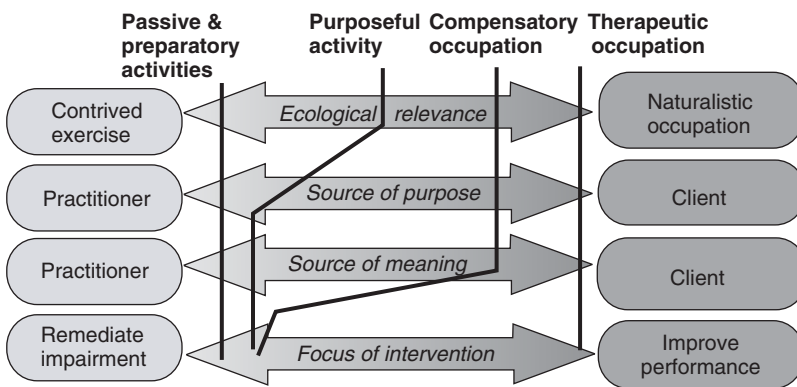 Passive &
preparatory
activities
Purposeful
activity
Compensatory
occupation
Therapeutic
occupation
Contrived
exercise
Ecological relevance
Naturalistic
occupation
Practitioner
Source of purpose
Client
Practitioner
Source of meaning
Client
Remediate
impairment
Focus of intervention
Improve
performance